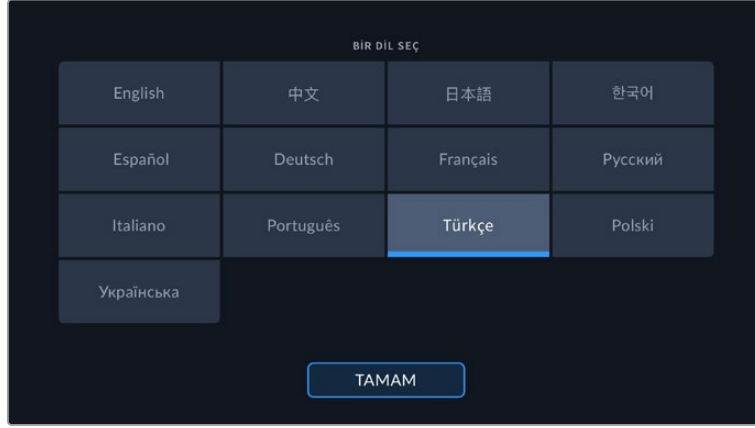 BİR DİL SEÇ
English 中文 日本語 한국어
Español Deutsch Français Русский
Italiano Português Türkçe Polski
Українська
TAMAM